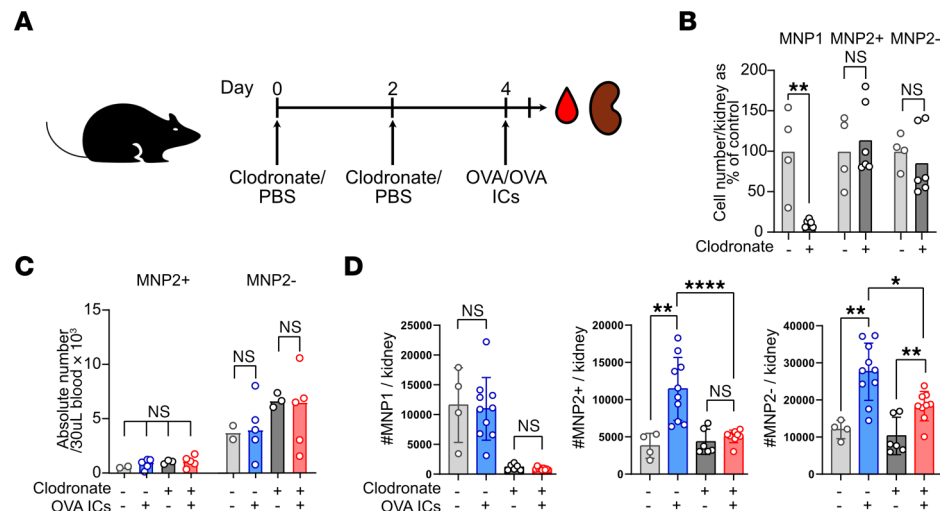 A
Day 0 2 4
Clodronate/
PBS
Clodronate/
PBS
OVA/OVA
ICs
B
MNP1 MNP2+ MNP2-
Cell number/kidney as
% of control
200
150
100
50
0
** NS NS
Clodronate - + - + - +
C
MNP2+ MNP2-
Absolute number
/30uL blood × 10³
15
10
5
0
NS NS NS
Clodronate - - + + - - + +
OVA ICs - + - + - + - +
D
#MNP1 / kidney
25000
20000
15000
10000
5000
0
NS NS
Clodronate - - + +
OVA ICs - + - +
#MNP2+ / kidney
20000
15000
10000
5000
0
** **** NS
- - + +
- + - +
#MNP2- / kidney
40000
30000
20000
10000
0
** * **
- - + +
- + - +